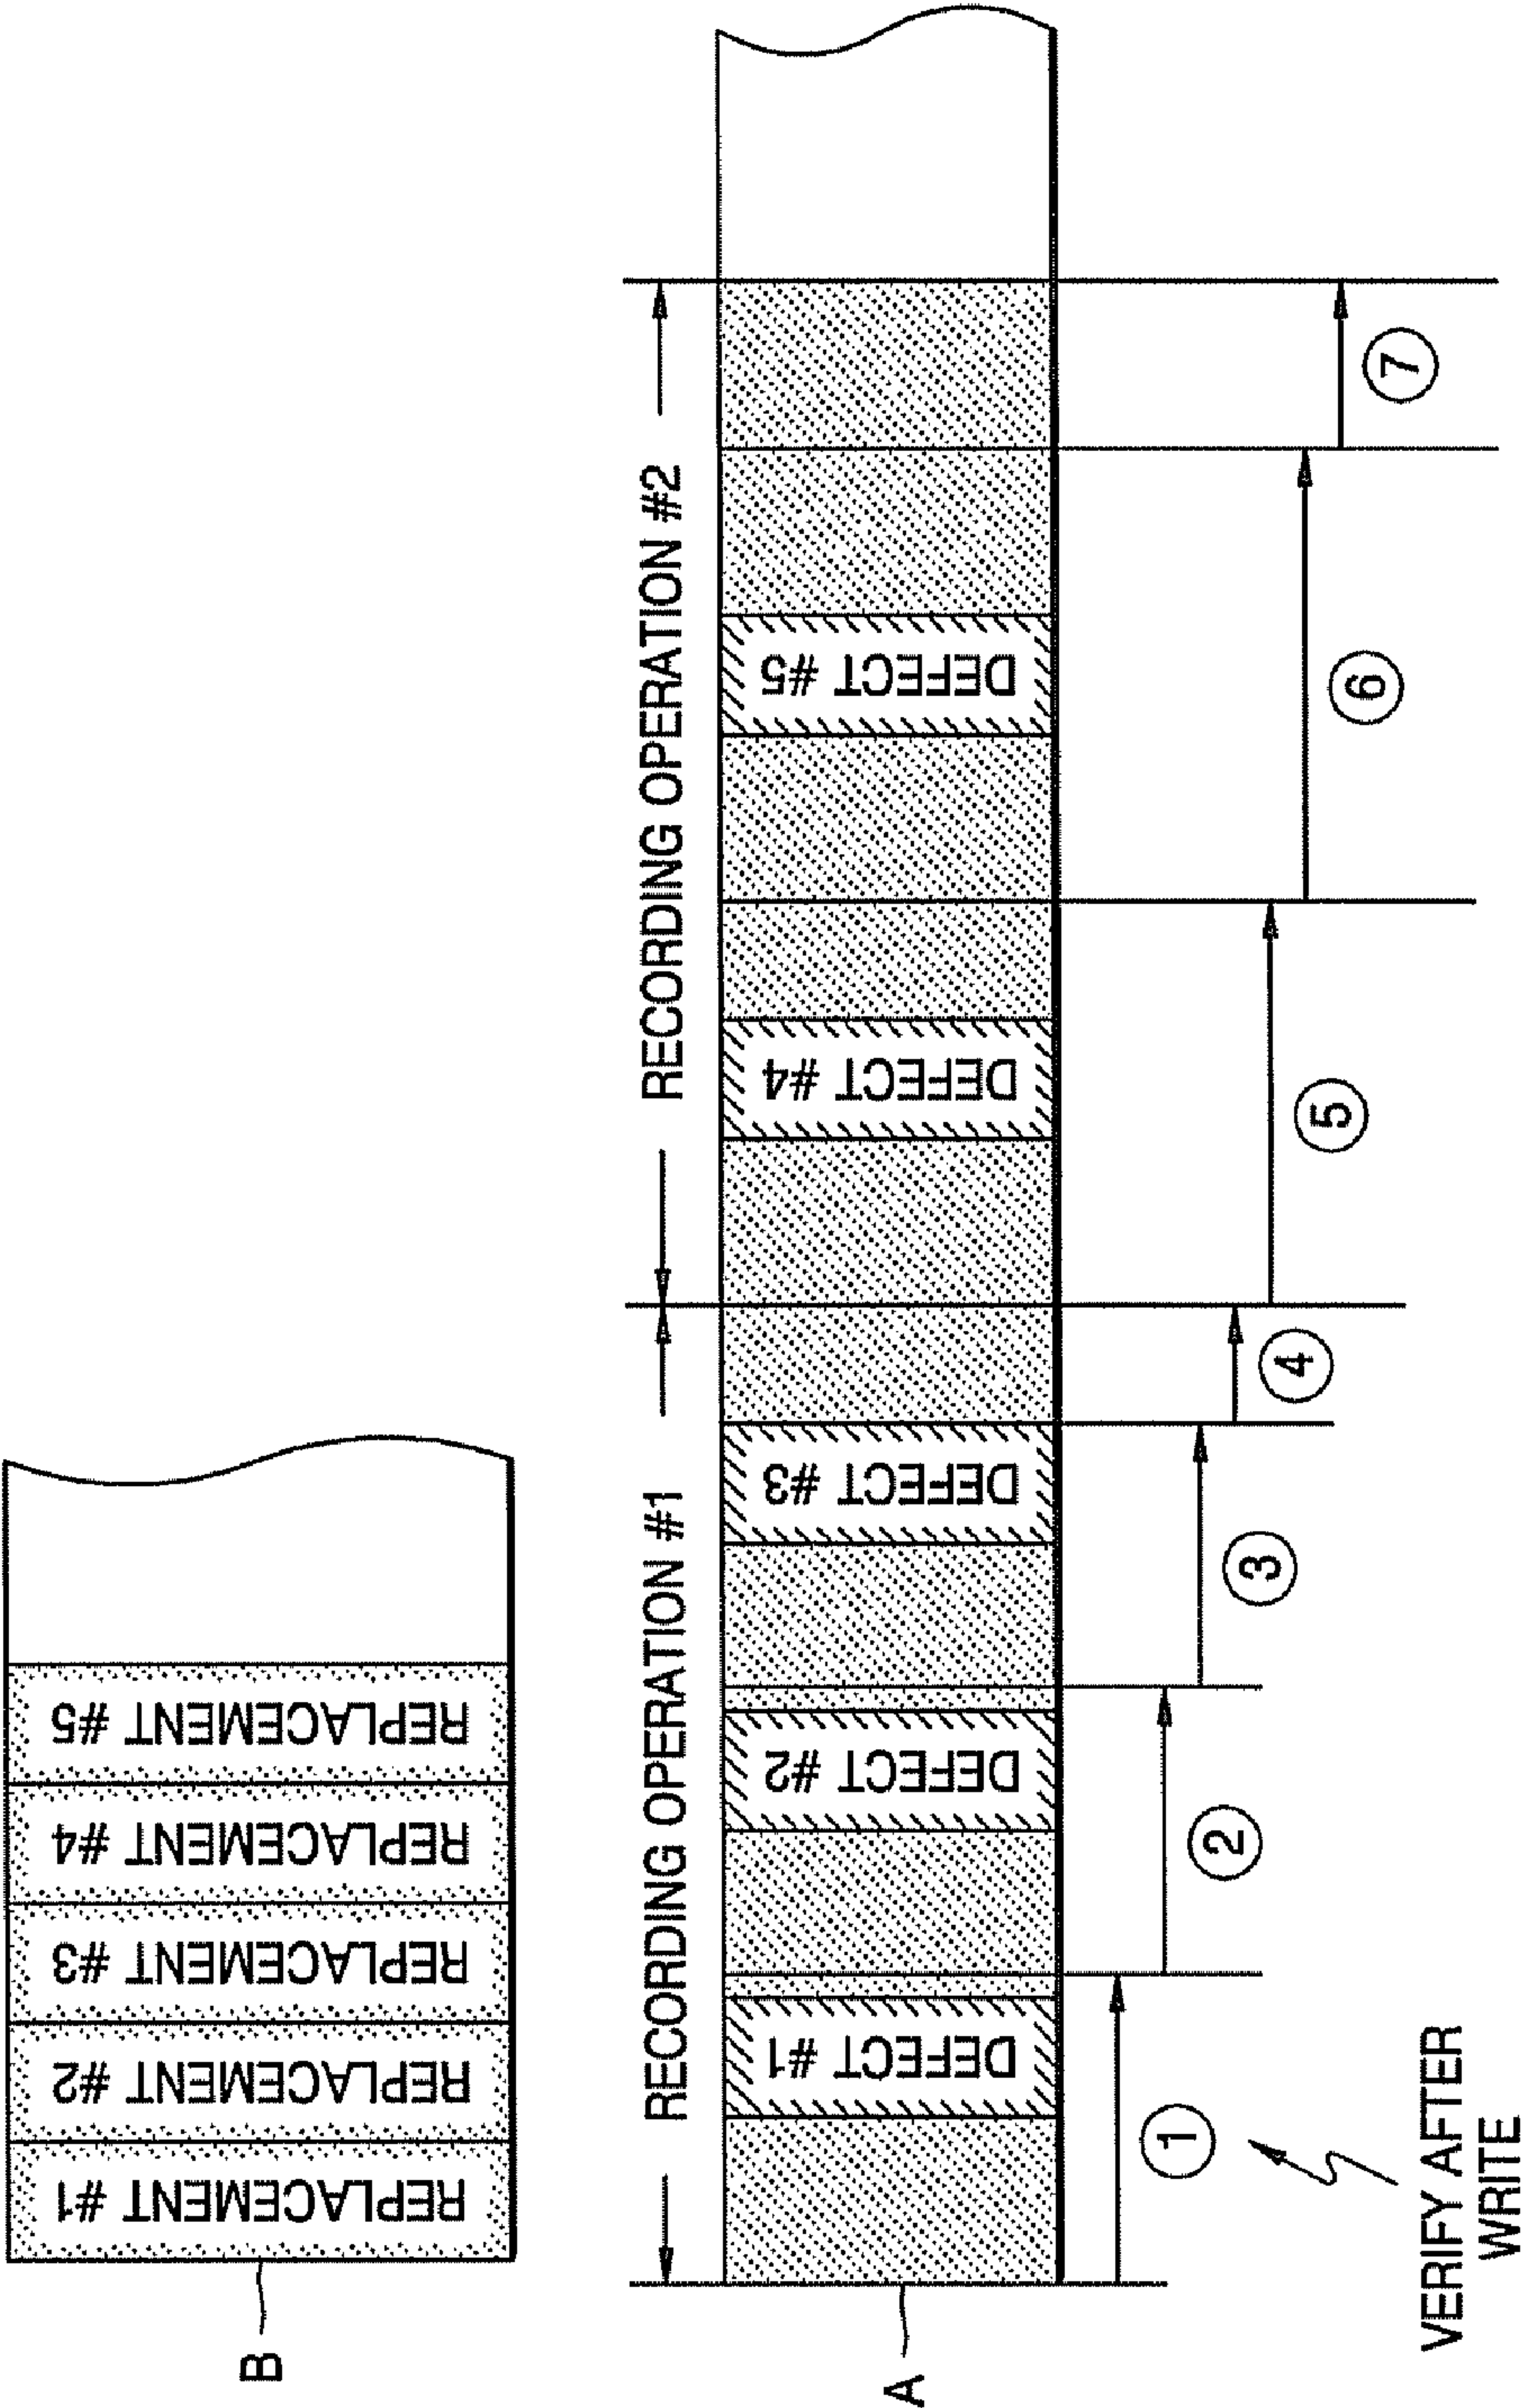 REPLACEMENT #1
REPLACEMENT #2
REPLACEMENT #3
REPLACEMENT #4
REPLACEMENT #5
B
RECORDING OPERATION #1
RECORDING OPERATION #2
DEFECT #1
DEFECT #2
DEFECT #3
DEFECT #4
DEFECT #5
A
1
2
3
4
5
6
7
VERIFY AFTER
WRITE